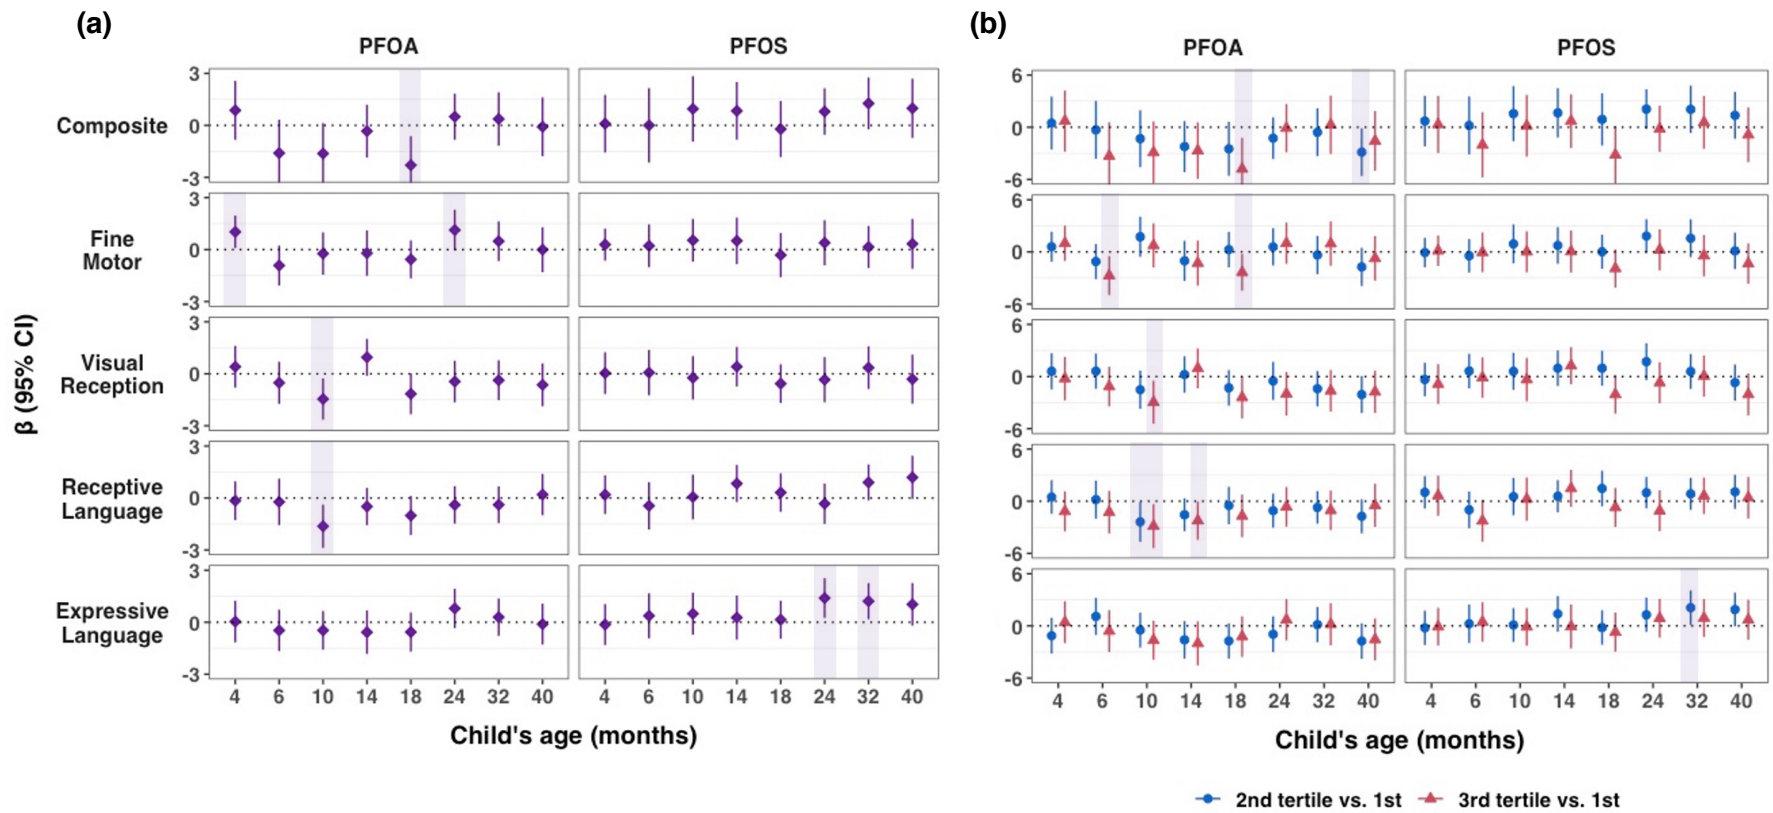 (a)
(b)
PFOA
PFOS
PFOA
PFOS
β (95% CI)
Composite
3
0
-3
6
0
-6
Fine
Motor
3
0
-3
6
0
-6
Visual
Reception
3
0
-3
6
0
-6
Receptive
Language
3
0
-3
6
0
-6
Expressive
Language
3
0
-3
6
0
-6
4 6 10 14 18 24 32 40
4 6 10 14 18 24 32 40
4 6 10 14 18 24 32 40
4 6 10 14 18 24 32 40
Child's age (months)
Child's age (months)
2nd tertile vs. 1st
3rd tertile vs. 1st